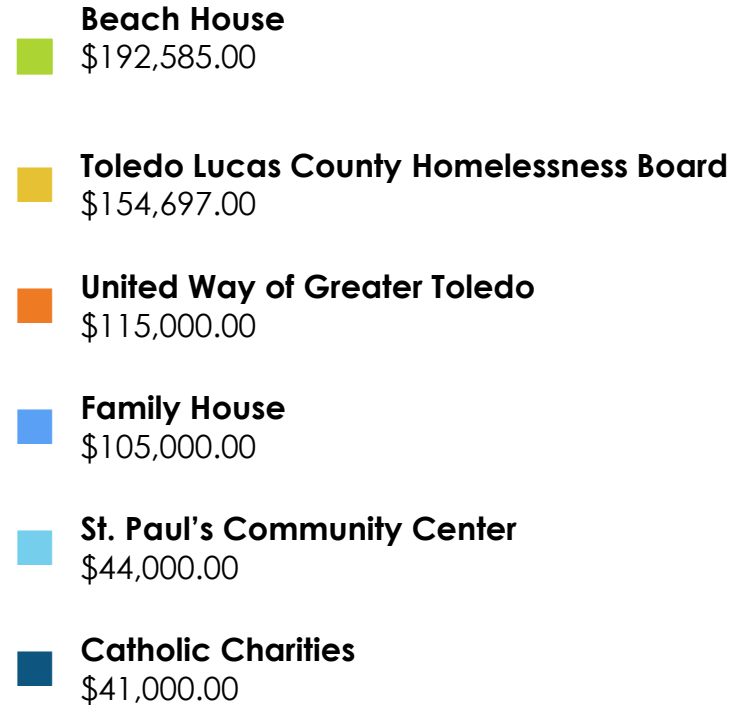 Beach House
$192,585.00
Toledo Lucas County Homelessness Board
$154,697.00
United Way of Greater Toledo
$115,000.00
Family House
$105,000.00
St. Paul’s Community Center
$44,000.00
Catholic Charities
$41,000.00